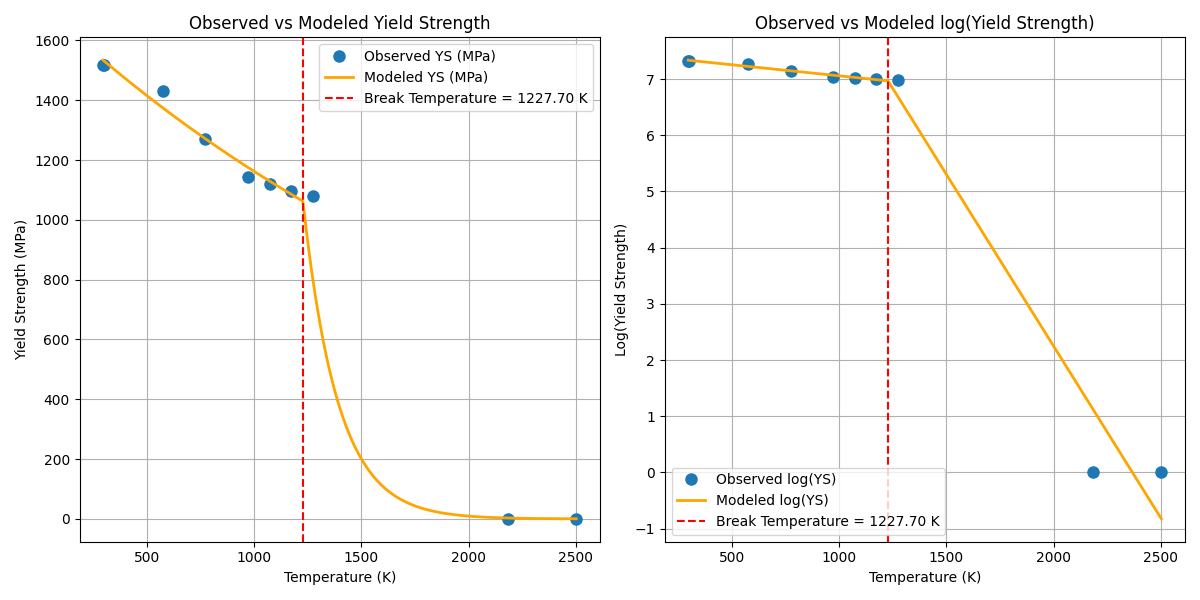 Observed vs Modeled Yield Strength
1600
1400
1200
1000
800
600
400
200
0
500
1000
1500
2000
2500
Yield Strength (MPa)
Temperature (K)
Observed YS (MPa)
Modeled YS (MPa)
Break Temperature = 1227.70 K
Observed vs Modeled log(Yield Strength)
7
6
5
4
3
2
1
0
−1
500
1000
1500
2000
2500
Log(Yield Strength)
Temperature (K)
Observed log(YS)
Modeled log(YS)
Break Temperature = 1227.70 K